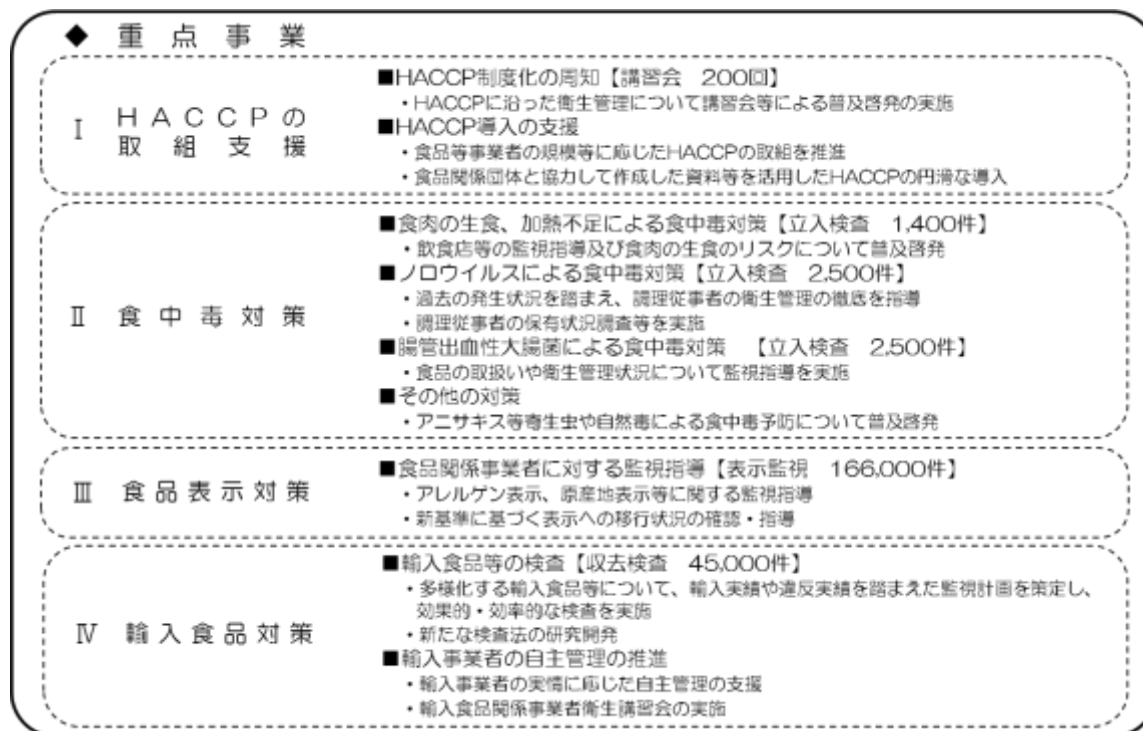 ◆ 重点事業
Ⅰ HACCPの
取組支援
■HACCP制度化の周知【講習会 200回】
・HACCPに沿った衛生管理について講習会等による普及啓発の実施
■HACCP導入の支援
・食品等事業者の規模等に応じたHACCPの取組を推進
・食品関係団体と協力して作成した資料等を活用したHACCPの円滑な導入
Ⅱ 食中毒対策
■食肉の生食、加熱不足による食中毒対策【立入検査 1,400件】
・飲食店等の監視指導及び食肉の生食のリスクについて普及啓発
■ノロウイルスによる食中毒対策【立入検査 2,500件】
・過去の発生状況を踏まえ、調理従事者の衛生管理の徹底を指導
・調理従事者の保有状況調査等を実施
■腸管出血性大腸菌による食中毒対策 【立入検査 2,500件】
・食品の取扱いや衛生管理状況について監視指導を実施
■その他の対策
・アニサキス等寄生虫や自然毒による食中毒予防について普及啓発
Ⅲ 食品表示対策
■食品関係事業者に対する監視指導【表示監視 166,000件】
・アレルゲン表示、原産地表示等に関する監視指導
・新基準に基づく表示への移行状況の確認・指導
Ⅳ 輸入食品対策
■輸入食品等の検査【収去検査 45,000件】
・多様化する輸入食品等について、輸入実績や違反実績を踏まえた監視計画を策定し、
効果的・効率的な検査を実施
・新たな検査法の研究開発
■輸入事業者の自主管理の推進
・輸入事業者の実情に応じた自主管理の支援
・輸入食品関係事業者衛生講習会の実施